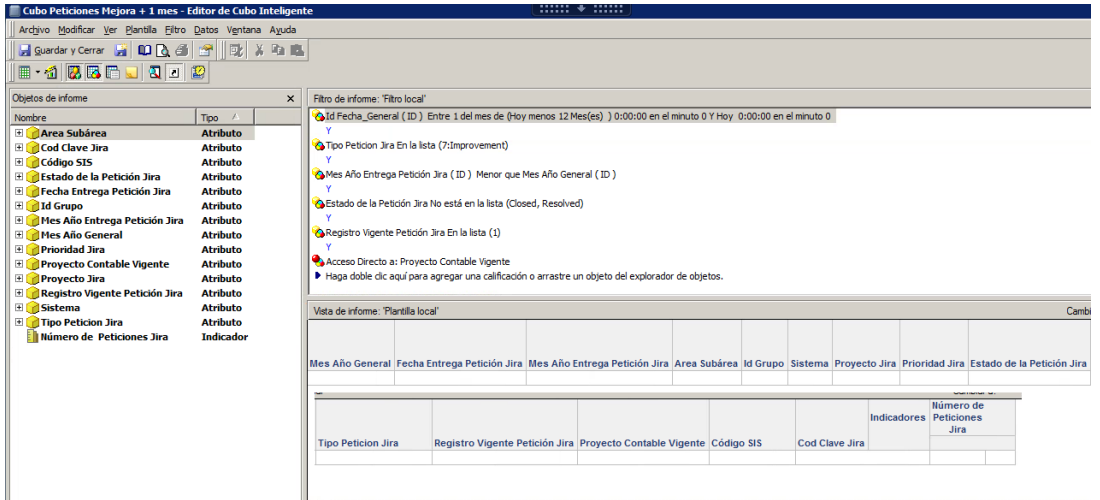 Cubo Peticiones Mejora + 1 mes - Editor de Cubo Inteligente
Archivo Modificar Ver Plantilla Filtro Datos Ventana Ayuda
Guardar y Cerrar
Objetos de informe
Nombre Tipo
Area Subárea Atributo
Cod Clave Jira Atributo
Código SIS Atributo
Estado de la Petición Jira Atributo
Fecha Entrega Petición Jira Atributo
Id Grupo Atributo
Mes Año Entrega Petición Jira Atributo
Mes Año General Atributo
Prioridad Jira Atributo
Proyecto Contable Vigente Atributo
Proyecto Jira Atributo
Registro Vigente Petición Jira Atributo
Sistema Atributo
Tipo Peticion Jira Atributo
Número de Peticiones Jira Indicador
Filtro de informe: 'Filtro local'
Id Fecha_General ( ID ) Entre 1 del mes de (Hoy menos 12 Mes(es) ) 0:00:00 en el minuto 0 Y Hoy 0:00:00 en el minuto 0
Y
Tipo Peticion Jira En la lista (7:Improvement)
Y
Mes Año Entrega Petición Jira ( ID ) Menor que Mes Año General ( ID )
Y
Estado de la Petición Jira No está en la lista (Closed, Resolved)
Y
Registro Vigente Petición Jira En la lista (1)
Y
Acceso Directo a: Proyecto Contable Vigente
Haga doble clic aquí para agregar una calificación o arrastre un objeto del explorador de objetos.
Vista de informe: 'Plantilla local' Cambi
Mes Año General Fecha Entrega Petición Jira Mes Año Entrega Petición Jira Area Subárea Id Grupo Sistema Proyecto Jira Prioridad Jira Estado de la Petición Jira
Número de
Indicadores Peticiones
Jira
Tipo Peticion Jira Registro Vigente Petición Jira Proyecto Contable Vigente Código SIS Cod Clave Jira